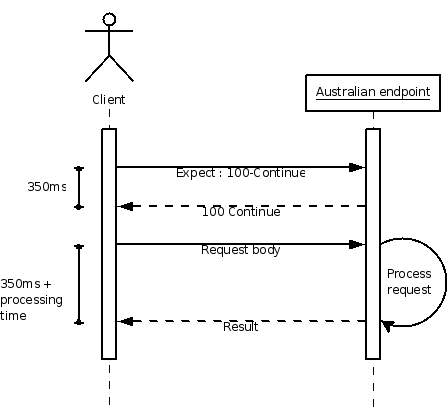 Client
Australian endpoint
Expect : 100-Continue
350ms
100 Continue
Request body
350ms +
processing
time
Process
request
Result